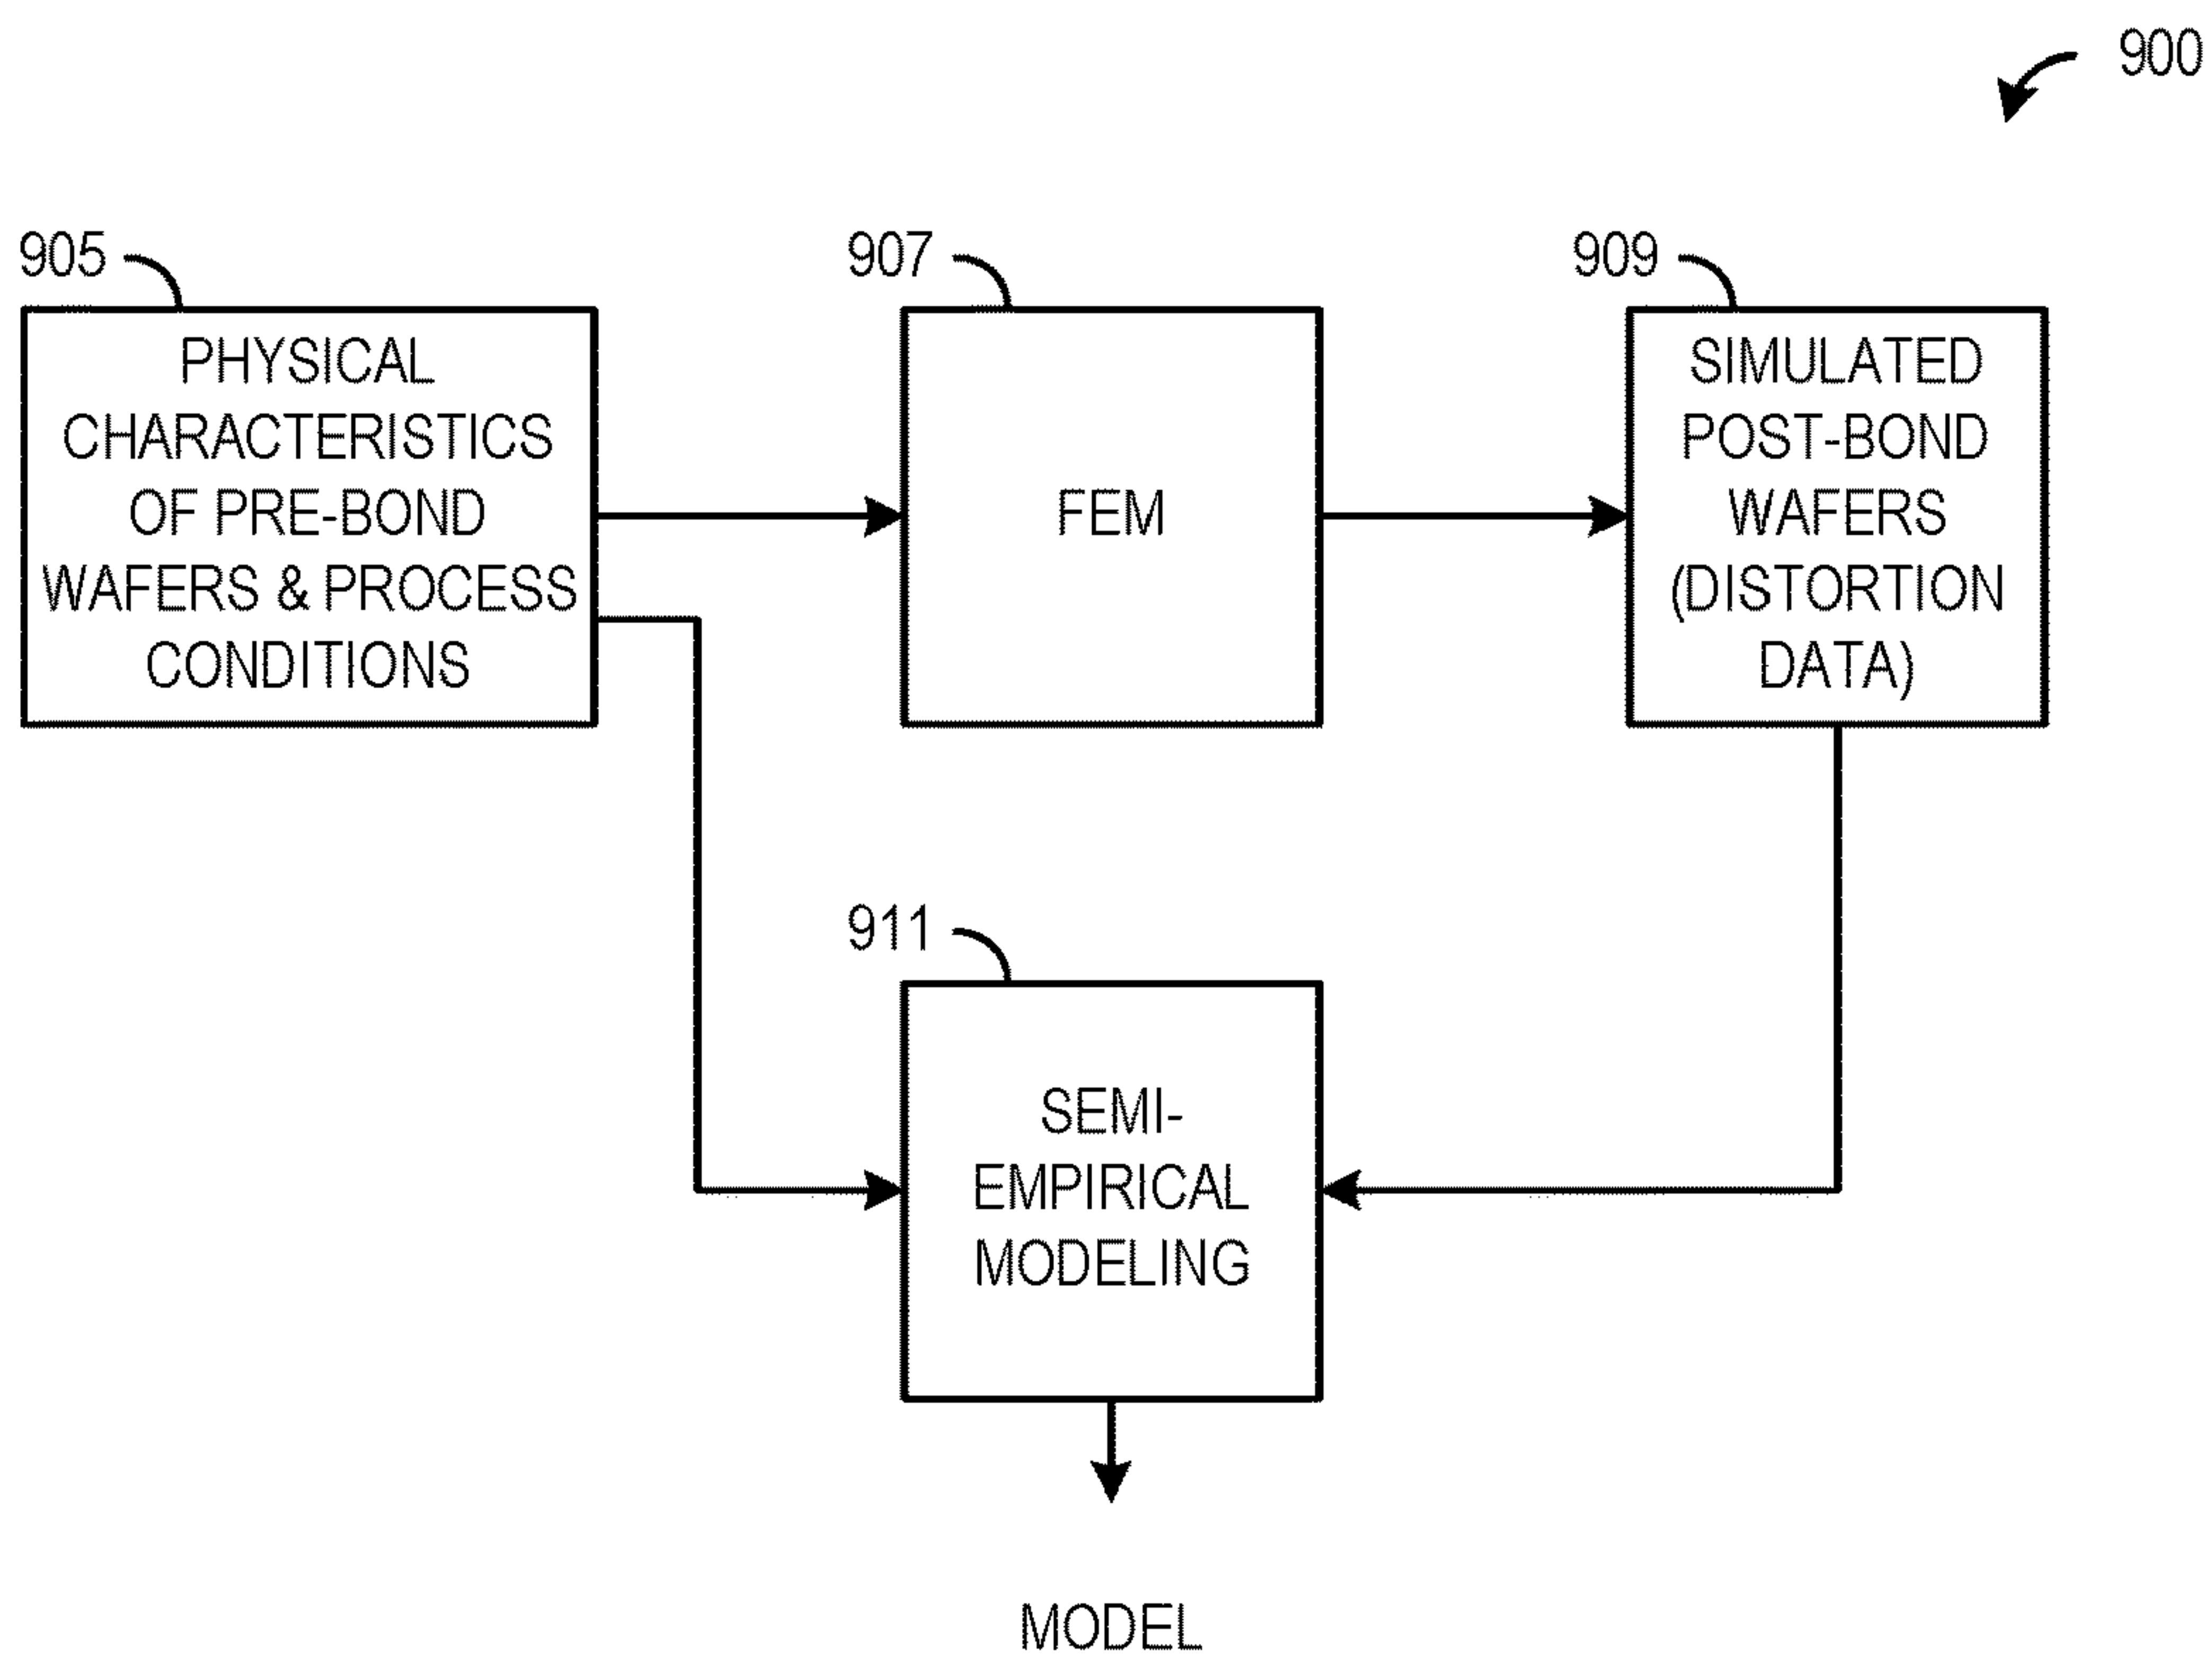 900
905
PHYSICAL
CHARACTERISTICS
OF PRE-BOND
WAFERS & PROCESS
CONDITIONS
907
FEM
909
SIMULATED
POST-BOND
WAFERS
(DISTORTION
DATA)
911
SEMI-
EMPIRICAL
MODELING
MODEL